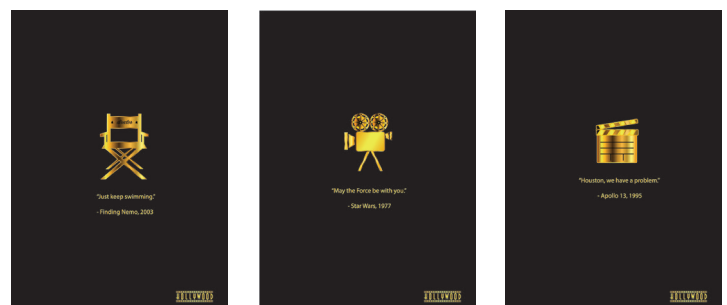 "Just keep swimming."
- Finding Nemo, 2003
HOLLYWOOD
"May the Force be with you."
- Star Wars, 1977
HOLLYWOOD
"Houston, we have a problem."
- Apollo 13, 1995
HOLLYWOOD